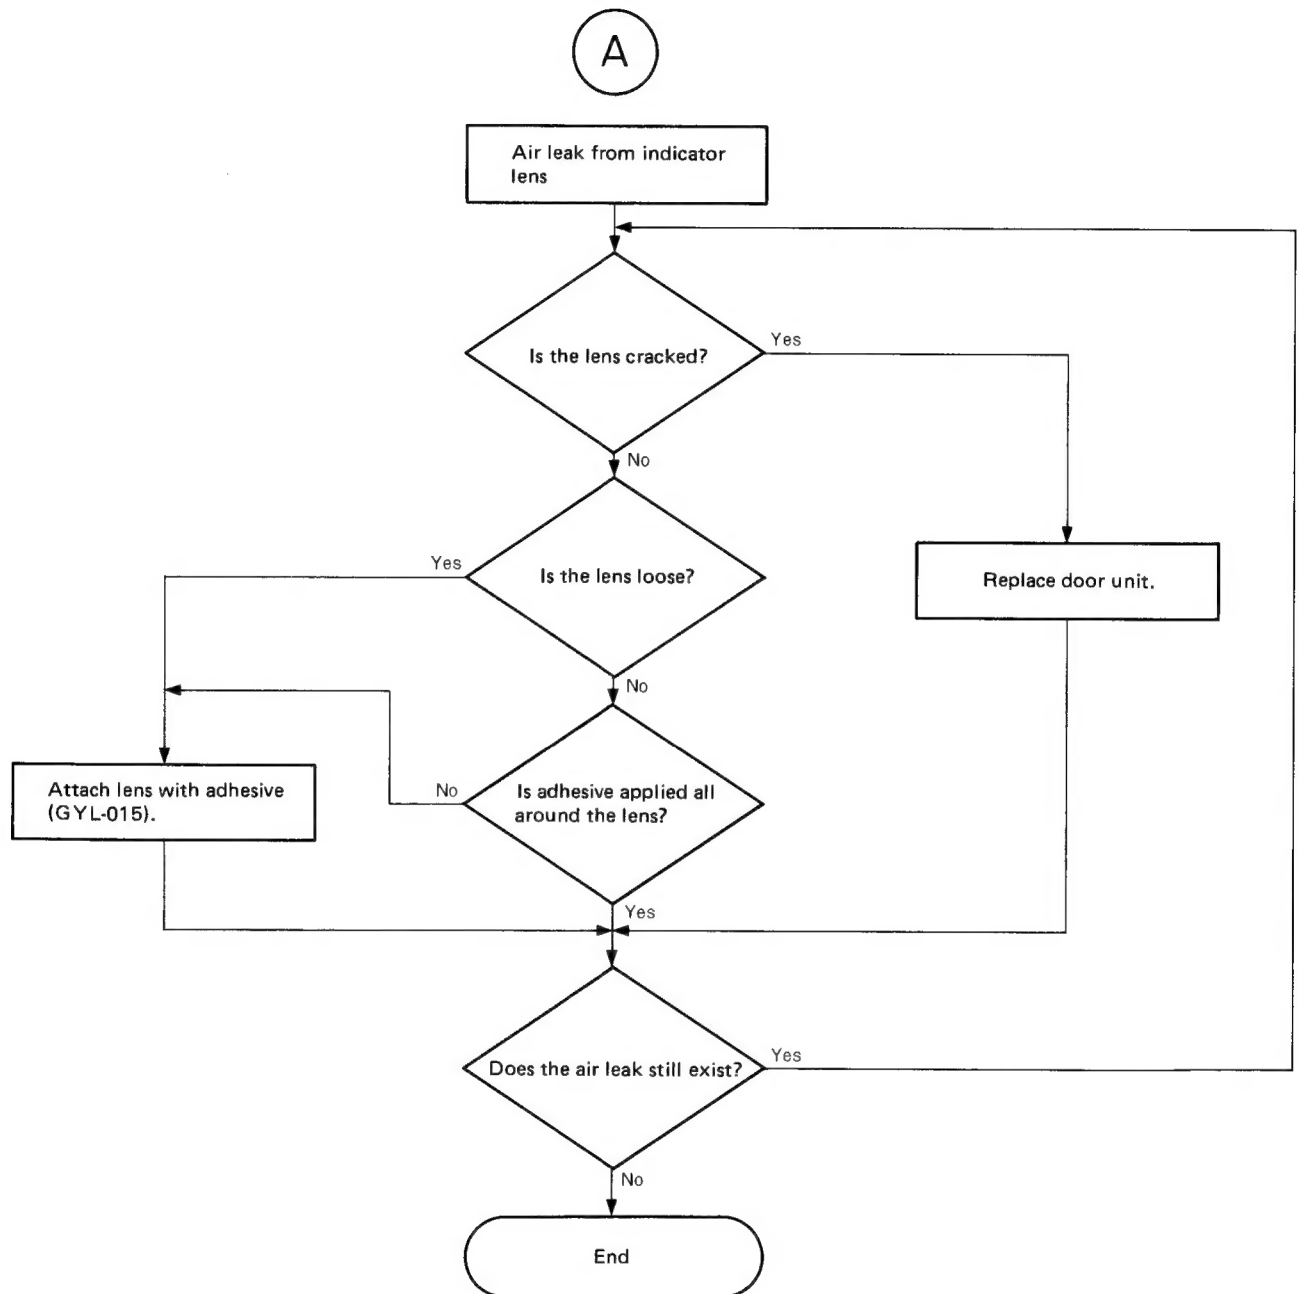 A
Air leak from indicator
lens
Is the lens cracked?
Yes
No
Yes
Is the lens loose?
Replace door unit.
No
Attach lens with adhesive
(GYL-015).
No
Is adhesive applied all
around the lens?
Yes
Does the air leak still exist?
Yes
No
End